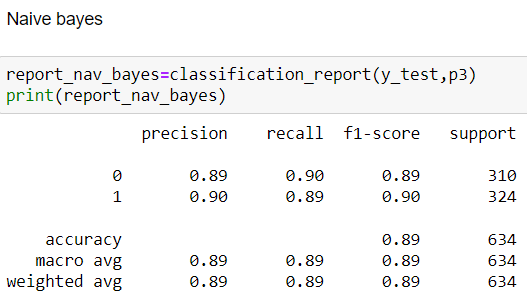 Naive bayes
report_nav_bayes=classification_report(y_test,p3)
print(report_nav_bayes)
precision recall f1-score support
0 0.89 0.90 0.89 310
1 0.90 0.89 0.90 324
accuracy 0.89 634
macro avg 0.89 0.89 0.89 634
weighted avg 0.89 0.89 0.89 634